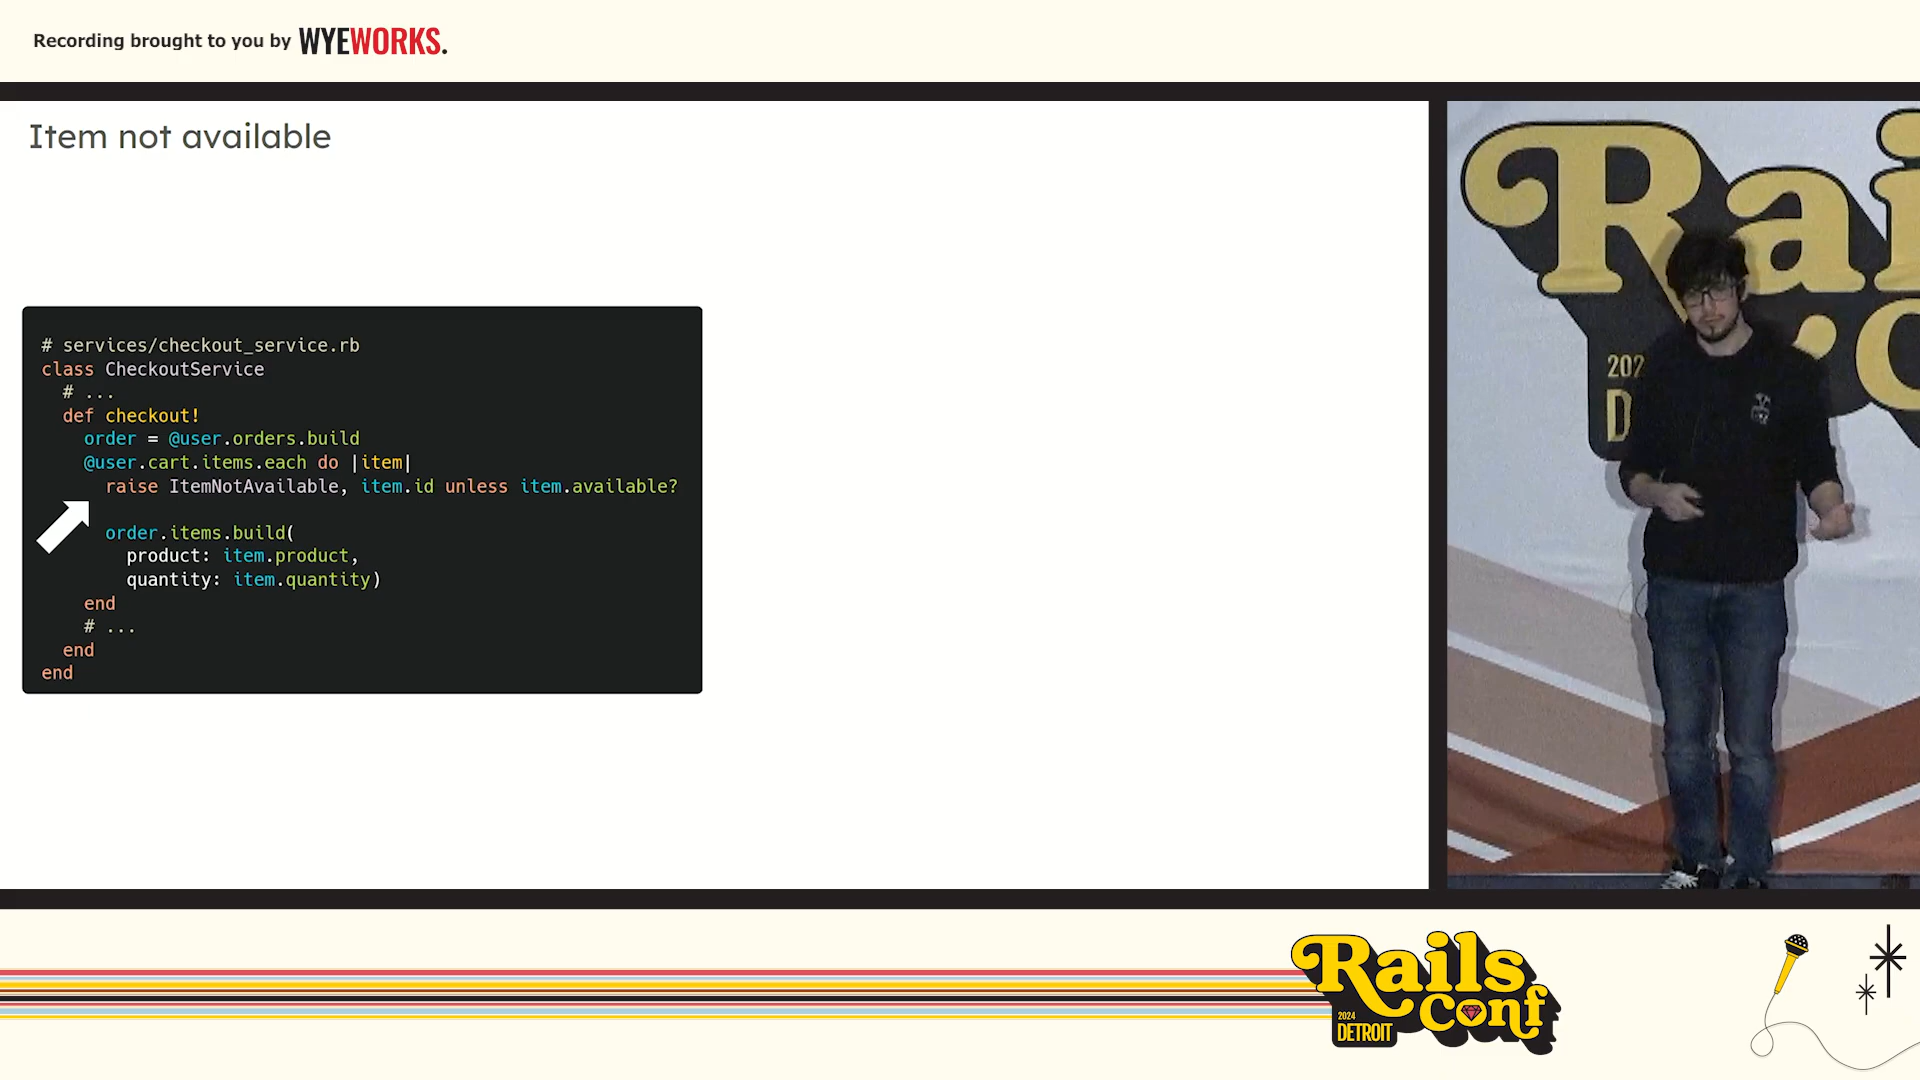 Recording brought to you by WYEWORKS.
Item not available
# services/checkout_service.rb
class CheckoutService
  # ...
  def checkout!
    order = @user.orders.build
    @user.cart.items.each do |item|
      raise ItemNotAvailable, item.id unless item.available?
      order.items.build(
        product: item.product,
        quantity: item.quantity)
    end
    # ...
  end
end
Rai
202
D
Rails
Conf
2024
DETROIT